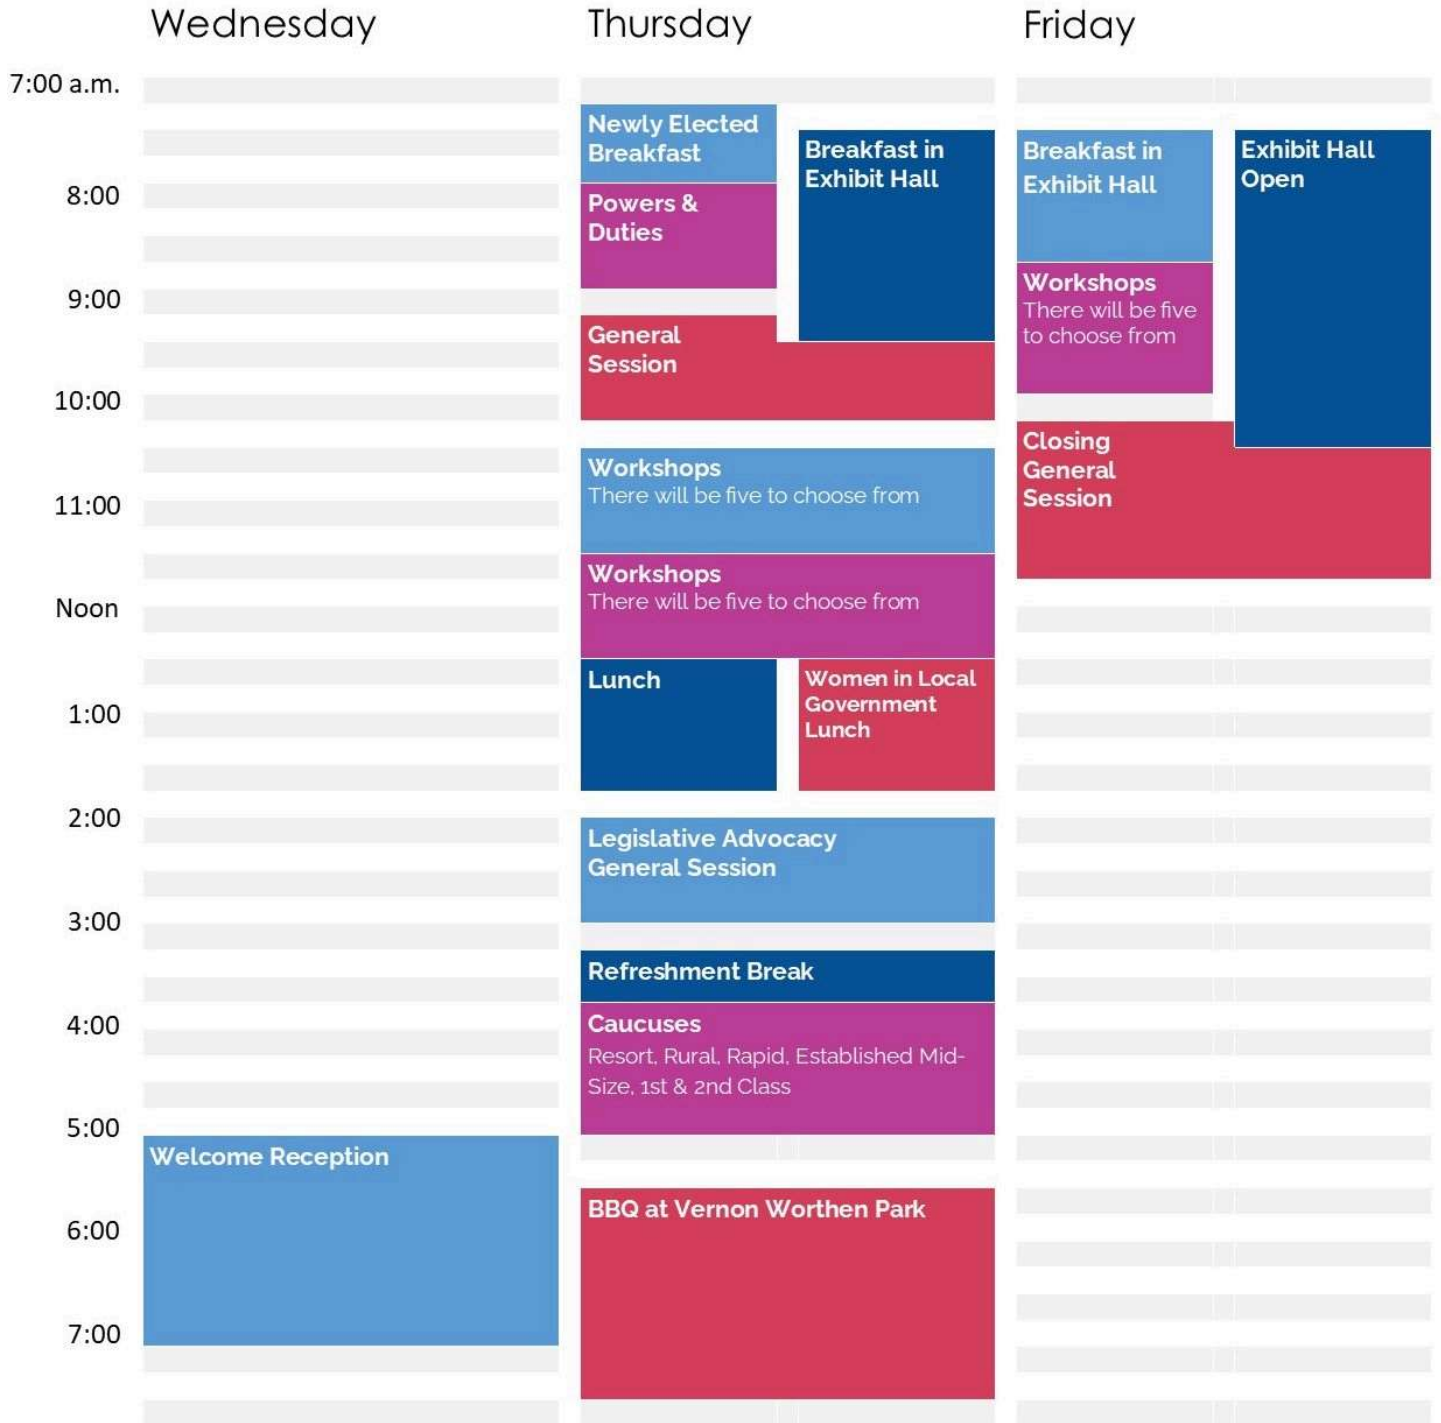 Wednesday
Thursday
Friday
7:00 a.m.
8:00
9:00
10:00
11:00
Noon
1:00
2:00
3:00
4:00
5:00
6:00
7:00
Welcome Reception
Newly Elected
Breakfast
Breakfast in
Exhibit Hall
Powers &
Duties
General
Session
Workshops
There will be five to choose from
Workshops
There will be five to choose from
Lunch
Women in Local
Government
Lunch
Legislative Advocacy
General Session
Refreshment Break
Caucuses
Resort, Rural, Rapid, Established Mid-
Size, 1st & 2nd Class
BBQ at Vernon Worthen Park
Breakfast in
Exhibit Hall
Exhibit Hall
Open
Workshops
There will be five
to choose from
Closing
General
Session